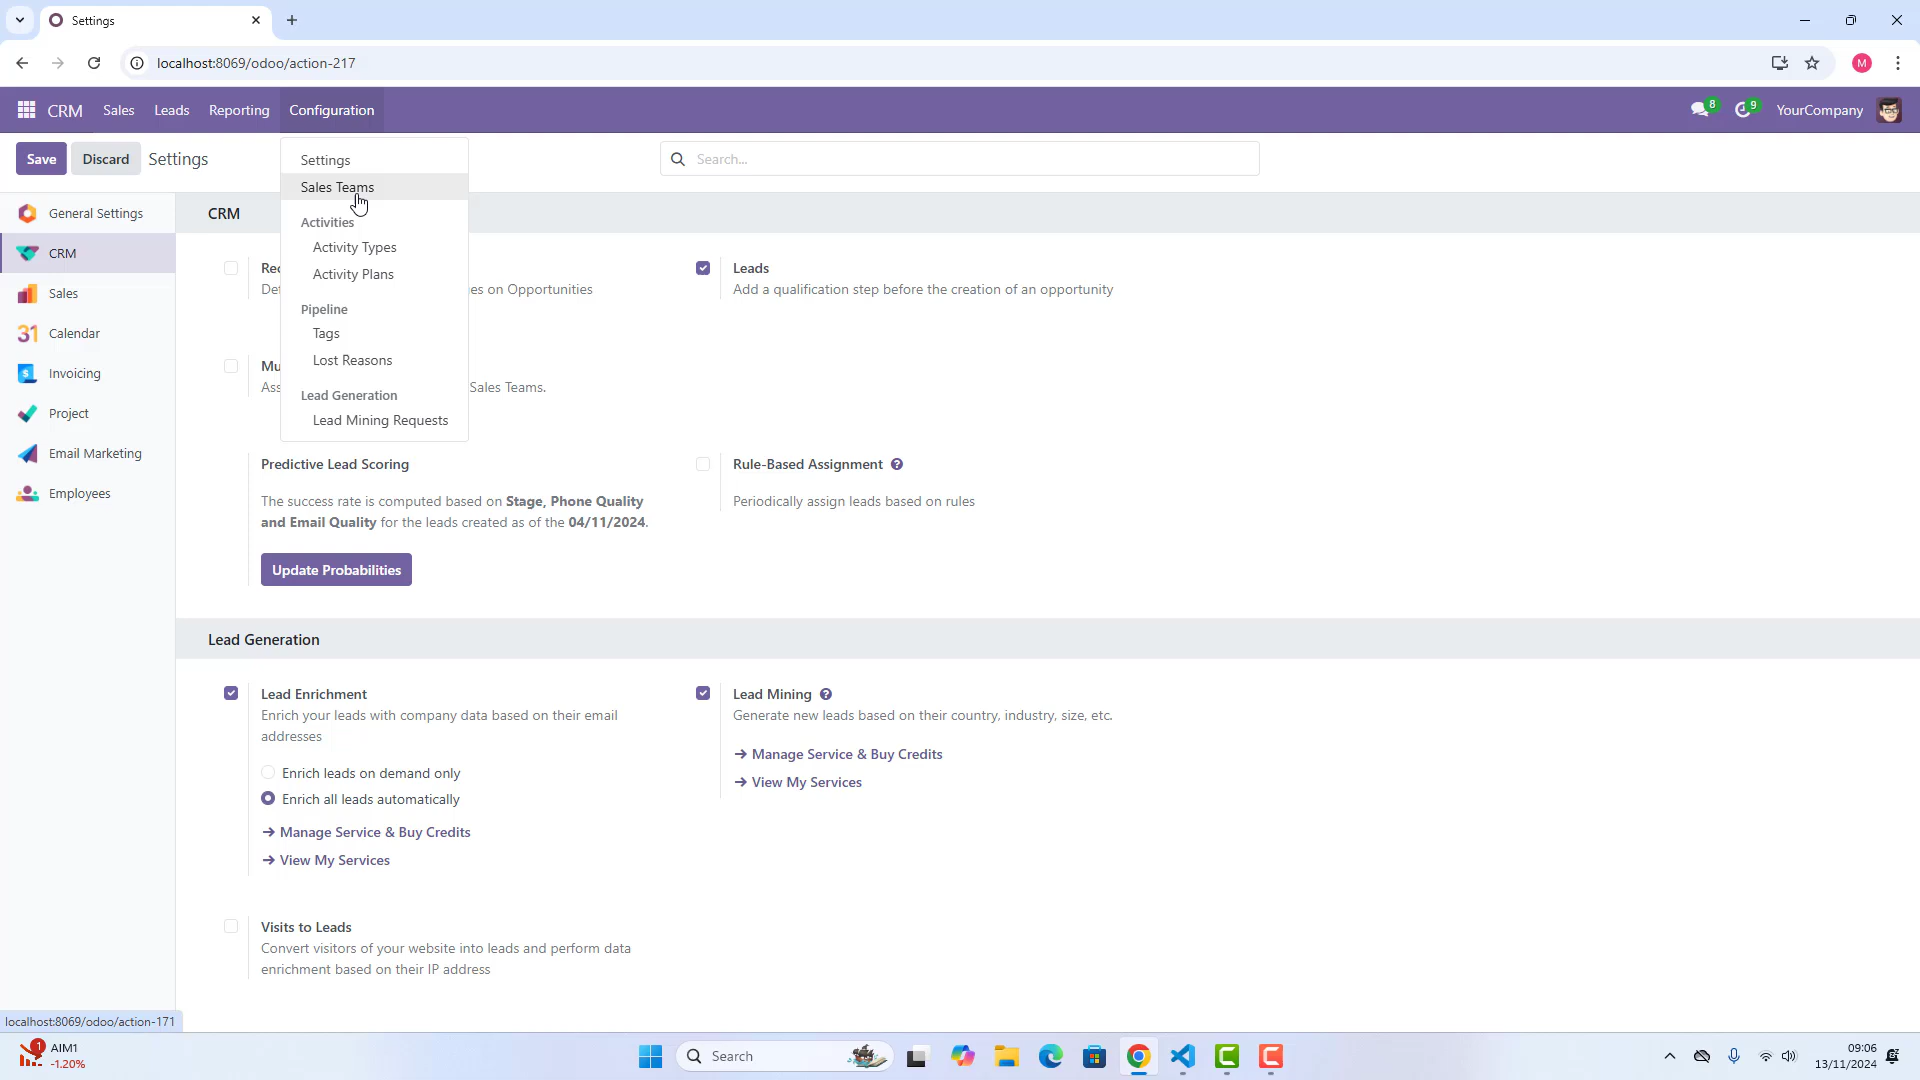 Settings
localhost:8069/odoo/action-217
M
CRM Sales Leads Reporting Configuration
8
9
YourCompany
Save Discard Settings
Search...
Settings
Sales Teams
Activities
Activity Types
Activity Plans
Pipeline
Tags
Lost Reasons
Lead Generation
Lead Mining Requests
General Settings
CRM
Sales
31 Calendar
Invoicing
Project
Email Marketing
Employees
CRM
es on Opportunities
Leads
Add a qualification step before the creation of an opportunity
Sales Teams.
Predictive Lead Scoring
The success rate is computed based on Stage, Phone Quality
and Email Quality for the leads created as of the 04/11/2024.
Update Probabilities
Rule-Based Assignment ?
Periodically assign leads based on rules
Lead Generation
Lead Enrichment
Enrich your leads with company data based on their email
addresses
Enrich leads on demand only
Enrich all leads automatically
→ Manage Service & Buy Credits
→ View My Services
Lead Mining ?
Generate new leads based on their country, industry, size, etc.
→ Manage Service & Buy Credits
→ View My Services
Visits to Leads
Convert visitors of your website into leads and perform data
enrichment based on their IP address
localhost:8069/odoo/action-171
1
AIM1
-1.20%
Search
09:06
13/11/2024